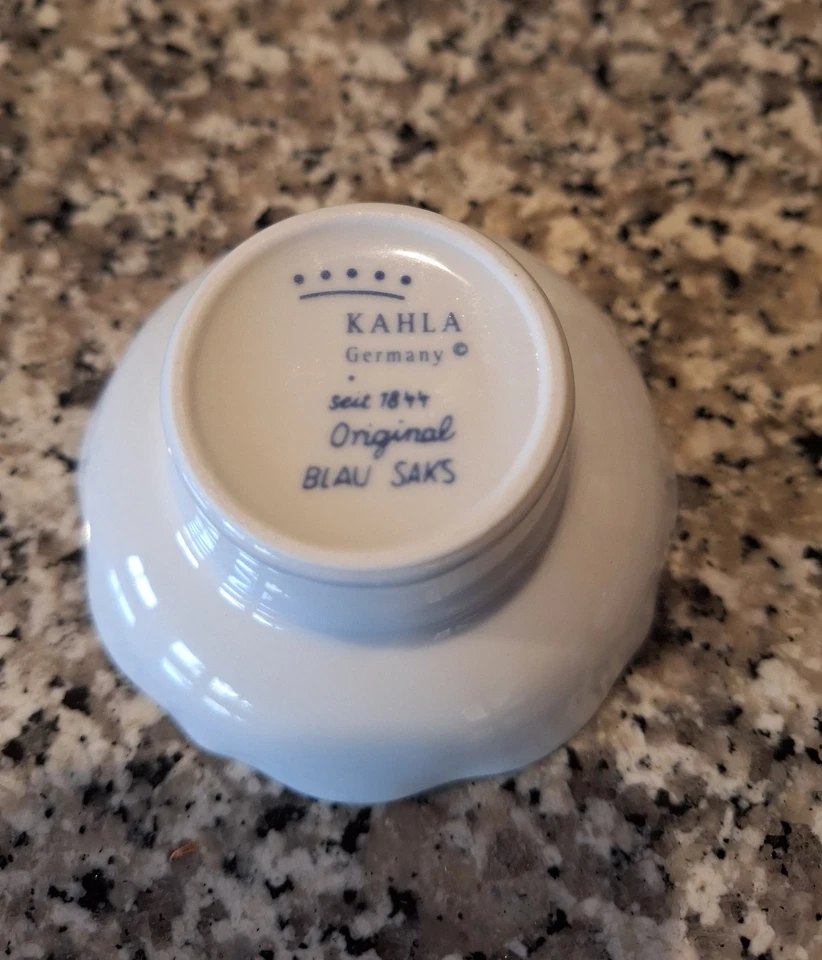 KAHLA
Germany ©
seit 1844
Original
BLAU SAKS